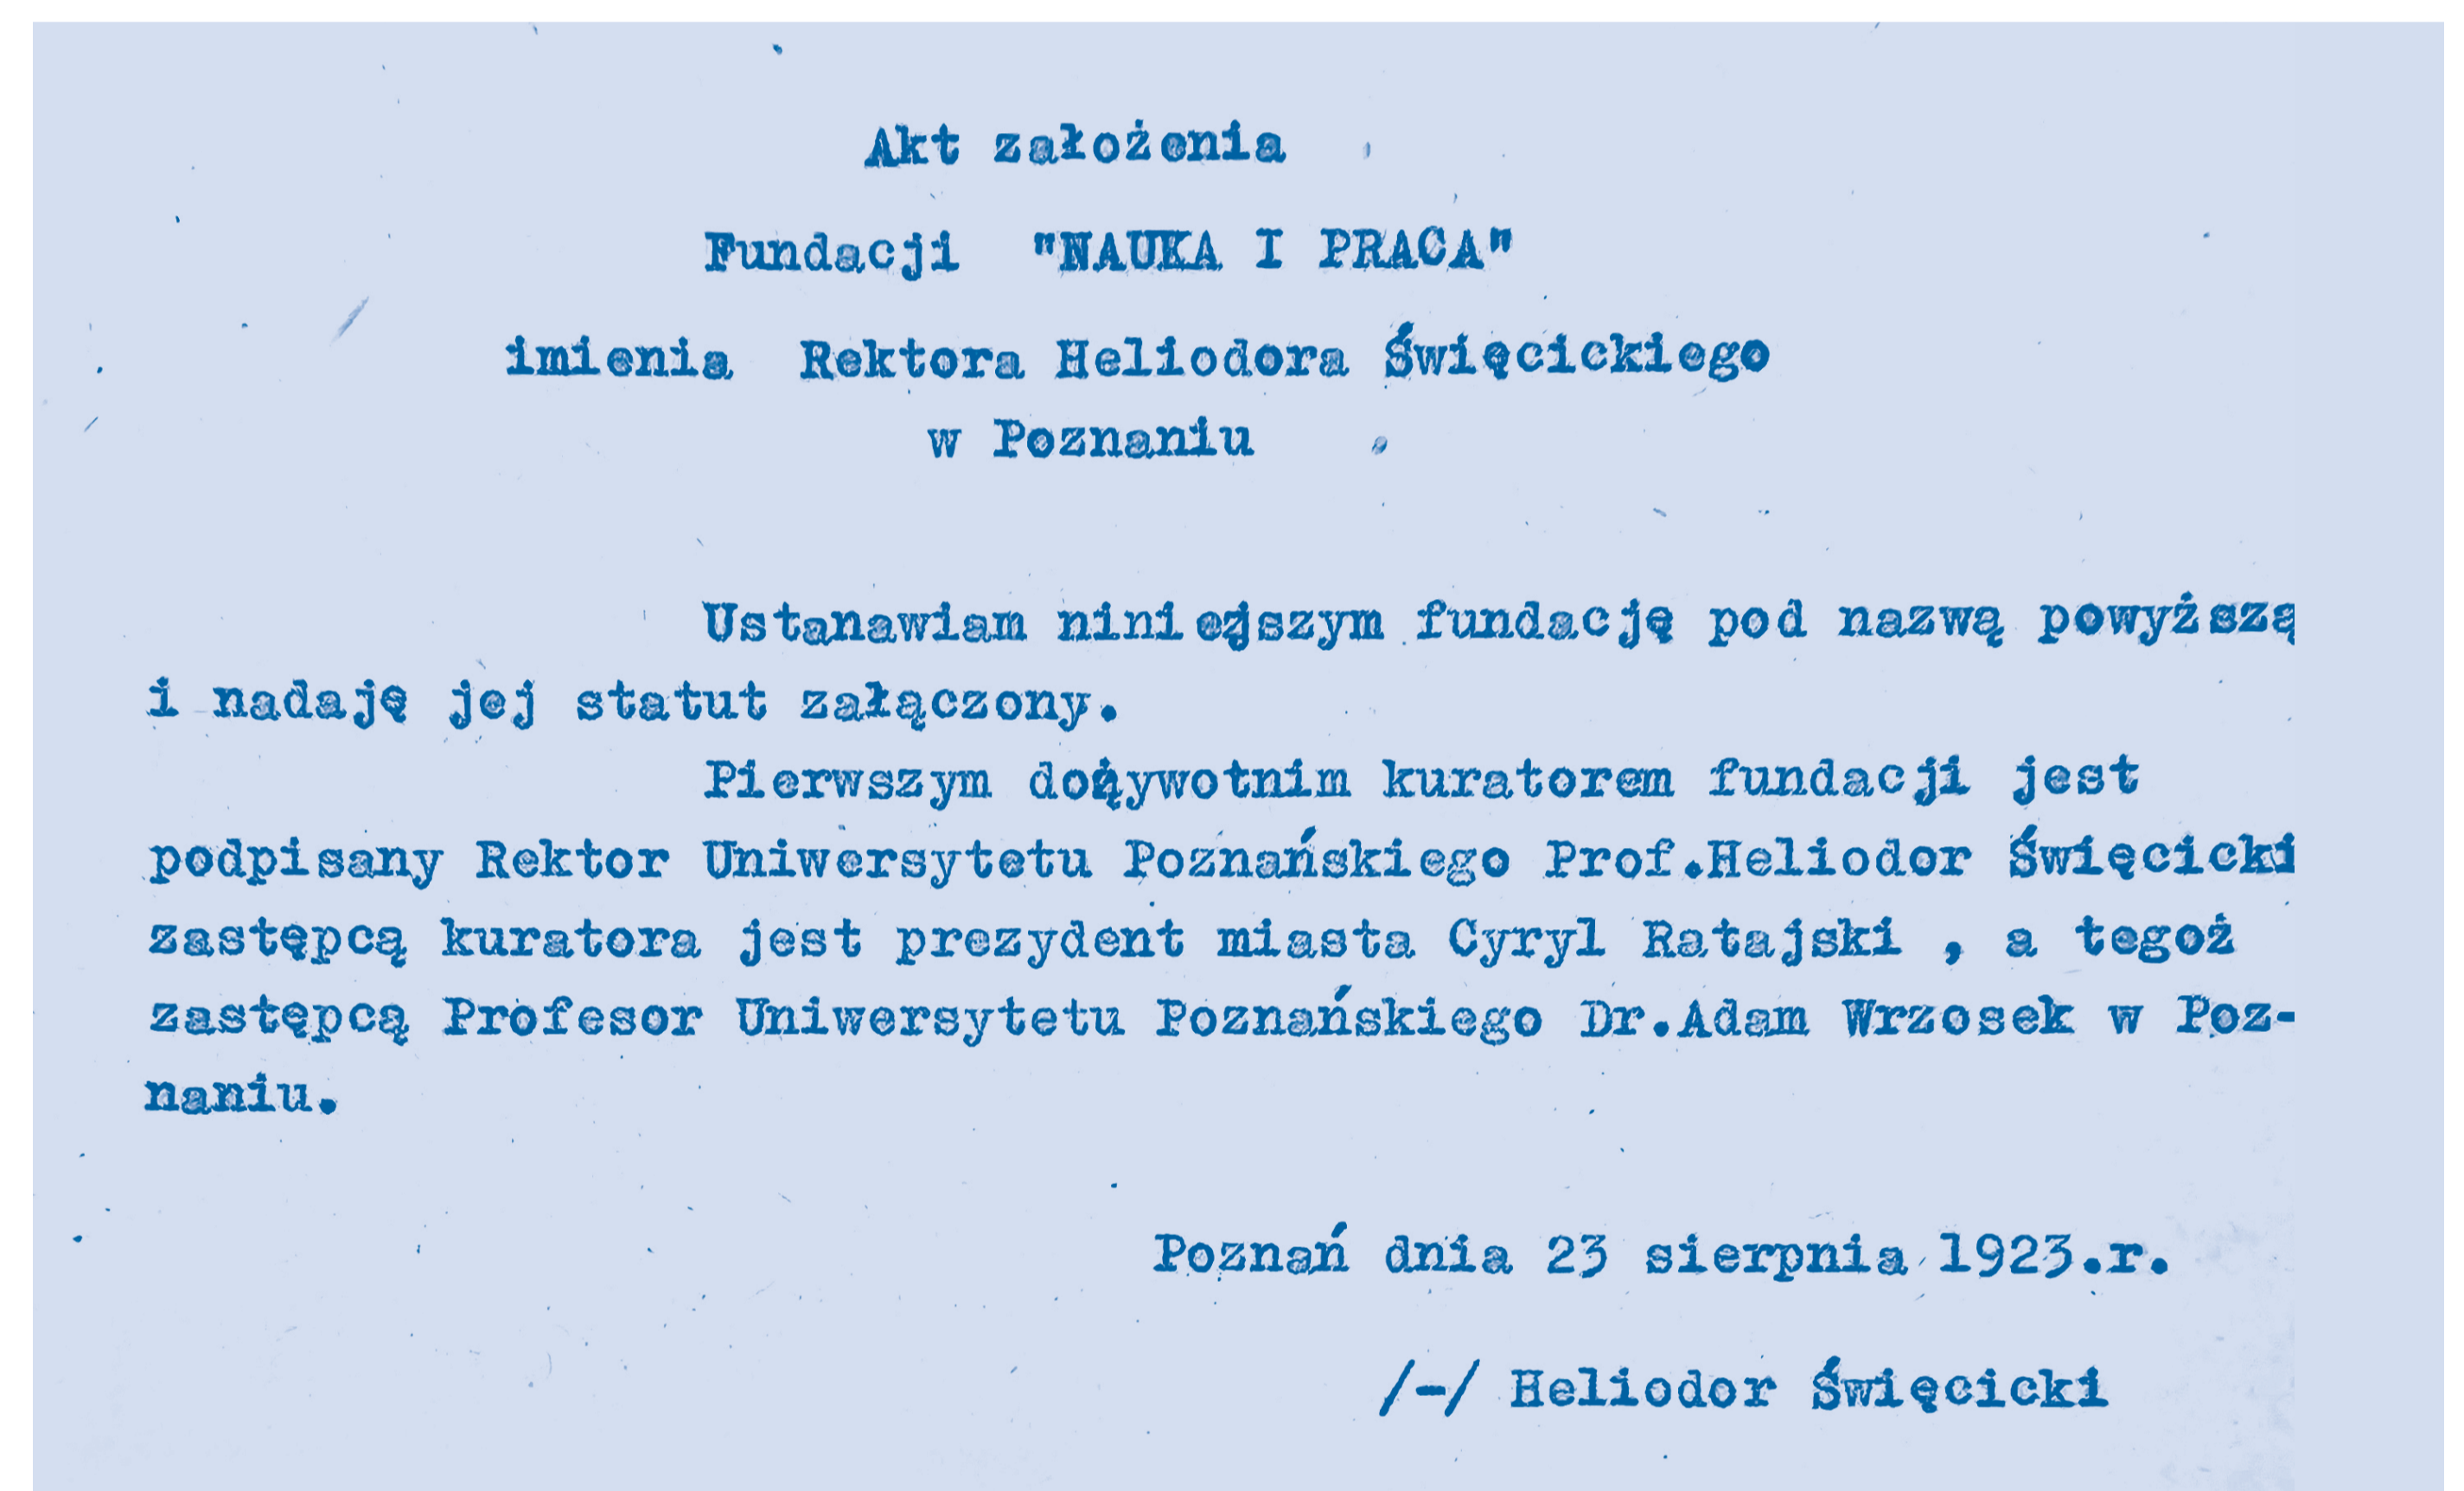 Akt założenia
Fundacji "NAUKA I PRACA"
imienia Rektora Heliodora Święcickiego
w Poznaniu
Ustanawiam niniejszym fundację pod nazwą powyższą
i nadaję jej statut załączony.
Pierwszym dożywotnim kuratorem fundacji jest
podpisany Rektor Uniwersytetu Poznańskiego Prof.Heliodor Święcicki
zastępcą kuratora jest prezydent miasta Cyryl Ratajski , a tegoż
zastępcą Profesor Uniwersytetu Poznańskiego Dr.Adam Wrzosek w Poz-
naniu.
Poznań dnia 23 sierpnia 1923.r.
/-/ Heliodor Święcicki